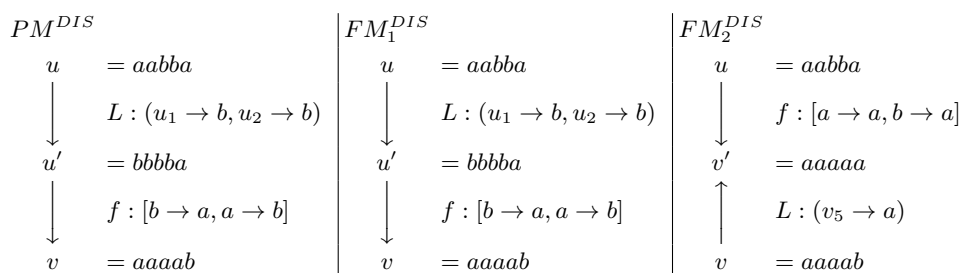 PM^{DIS} FM_1^{DIS} FM_2^{DIS}
u = aabba u = aabba u = aabba
L : (u_1 → b, u_2 → b) L : (u_1 → b, u_2 → b) f : [a → a, b → a]
u' = bbbba u' = bbbba v' = aaaaa
f : [b → a, a → b] f : [b → a, a → b] L : (v_5 → a)
v = aaaab v = aaaab v = aaaab